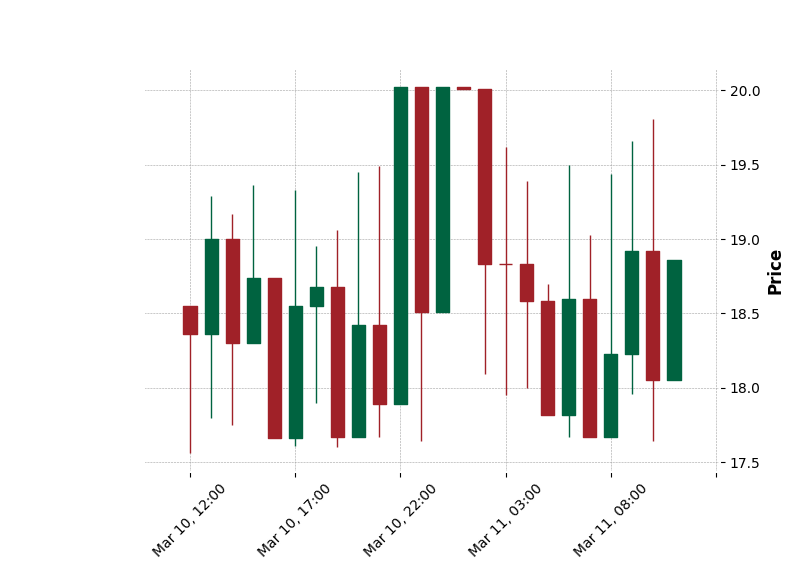 20.0
19.5
19.0
18.5
18.0
17.5
Price
Mar 10, 12:00
Mar 10, 17:00
Mar 10, 22:00
Mar 11, 03:00
Mar 11, 08:00